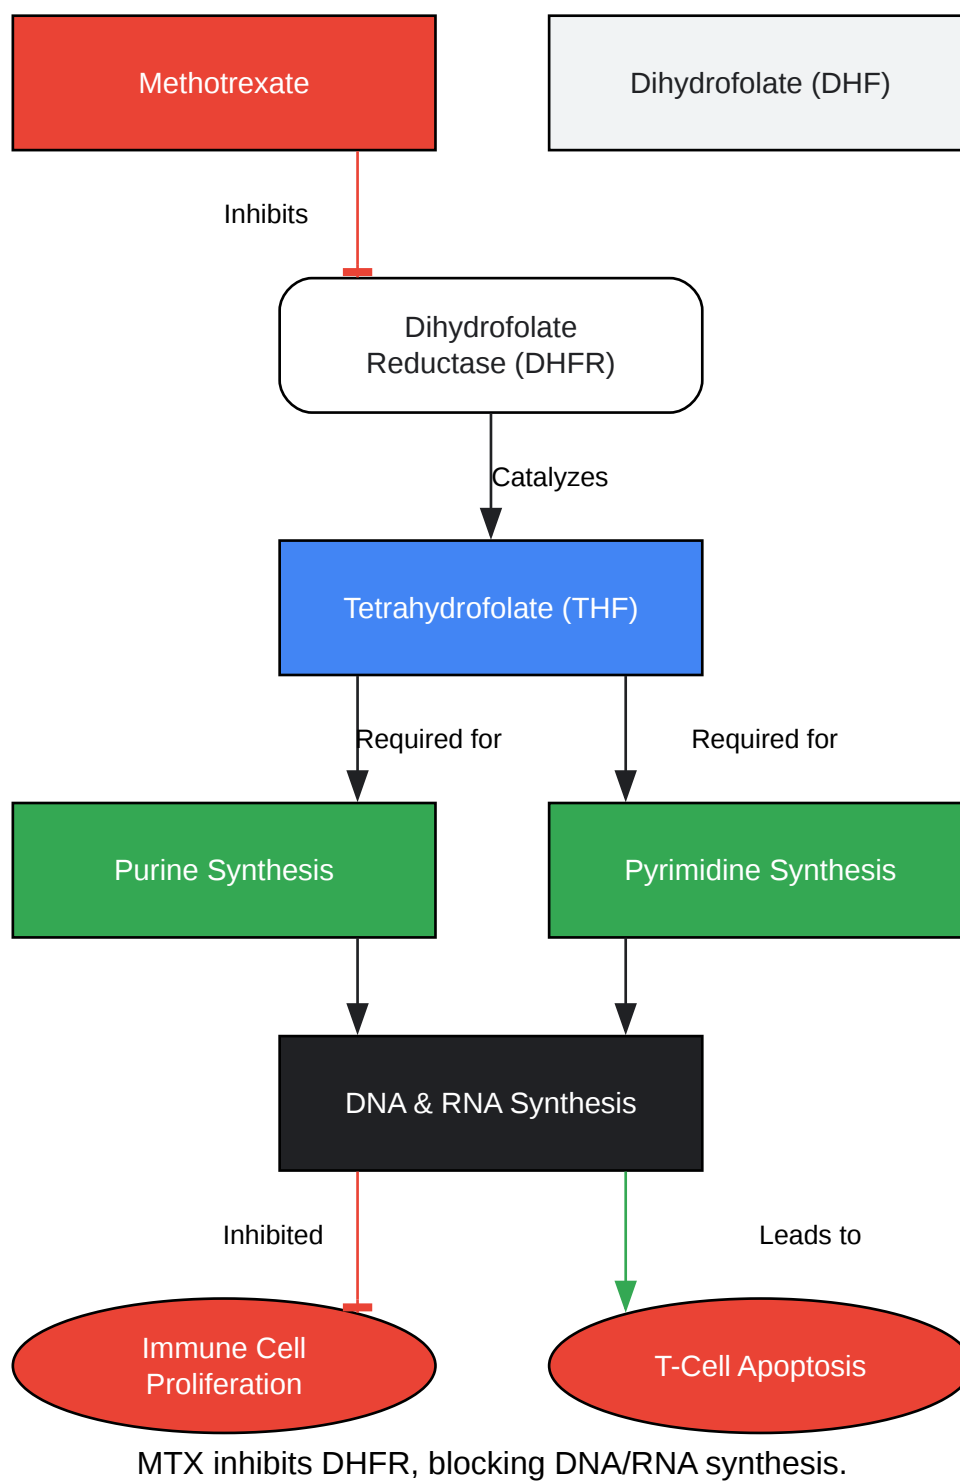 Methotrexate
Dihydrofolate (DHF)
Inhibits
Dihydrofolate
Reductase (DHFR)
Catalyzes
Tetrahydrofolate (THF)
Required for
Required for
Purine Synthesis
Pyrimidine Synthesis
DNA & RNA Synthesis
Inhibited
Leads to
Immune Cell
Proliferation
T-Cell Apoptosis
MTX inhibits DHFR, blocking DNA/RNA synthesis.